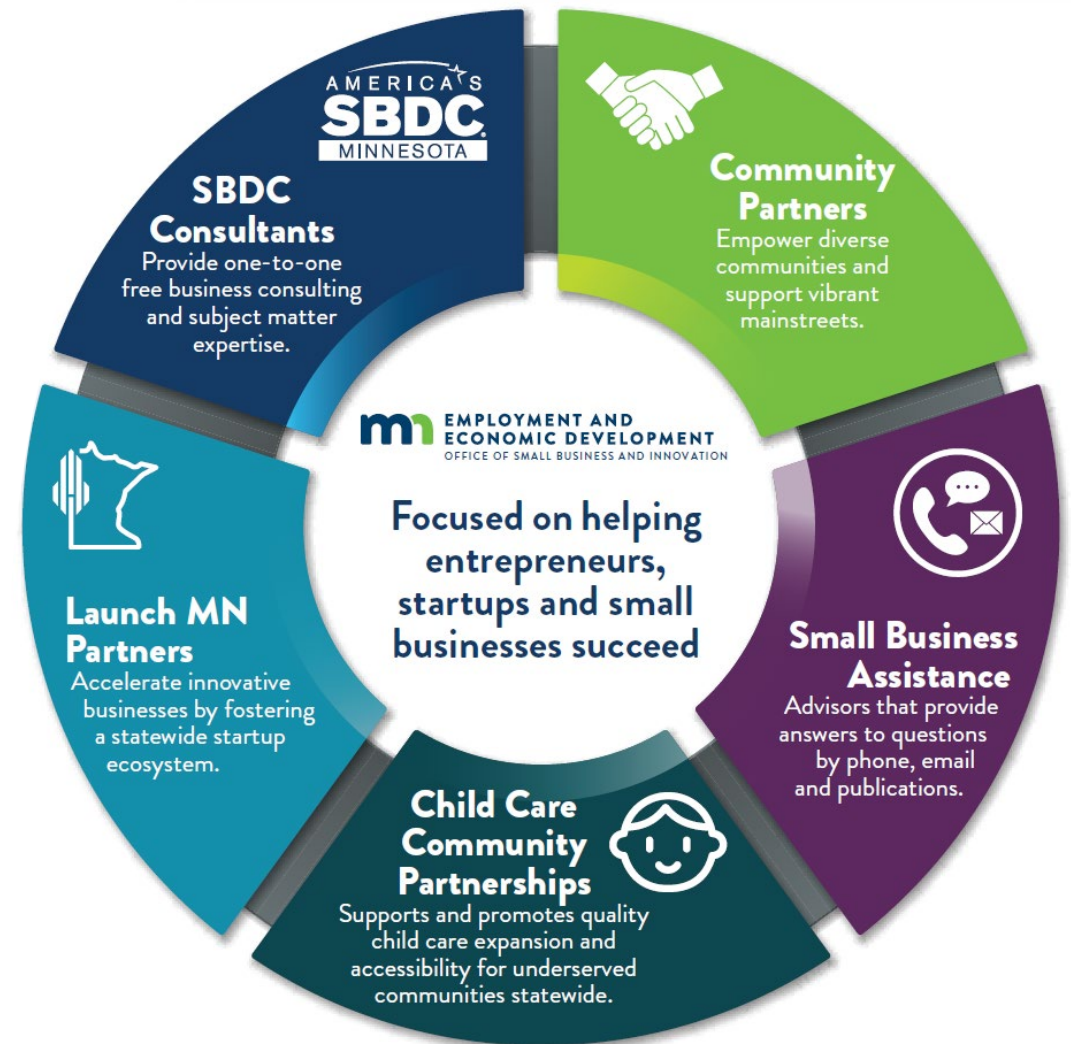 AMERICA'S
SBDC
MINNESOTA
SBDC
Consultants
Provide one-to-one
free business consulting
and subject matter
expertise.
Community
Partners
Empower diverse
communities and
support vibrant
mainstreets.
mn EMPLOYMENT AND
ECONOMIC DEVELOPMENT
OFFICE OF SMALL BUSINESS AND INNOVATION
Focused on helping
entrepreneurs,
startups and small
businesses succeed
Launch MN
Partners
Accelerate innovative
businesses by fostering
a statewide startup
ecosystem.
Small Business
Assistance
Advisors that provide
answers to questions
by phone, email
and publications.
Child Care
Community
Partnerships
Supports and promotes quality
child care expansion and
accessibility for underserved
communities statewide.